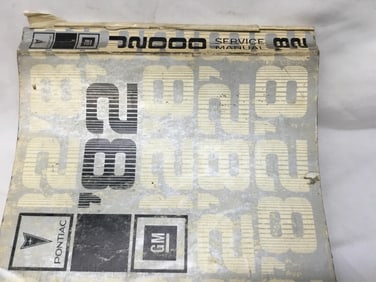 J2000 SERVICE
MANUAL '82
'82
PONTIAC
GM